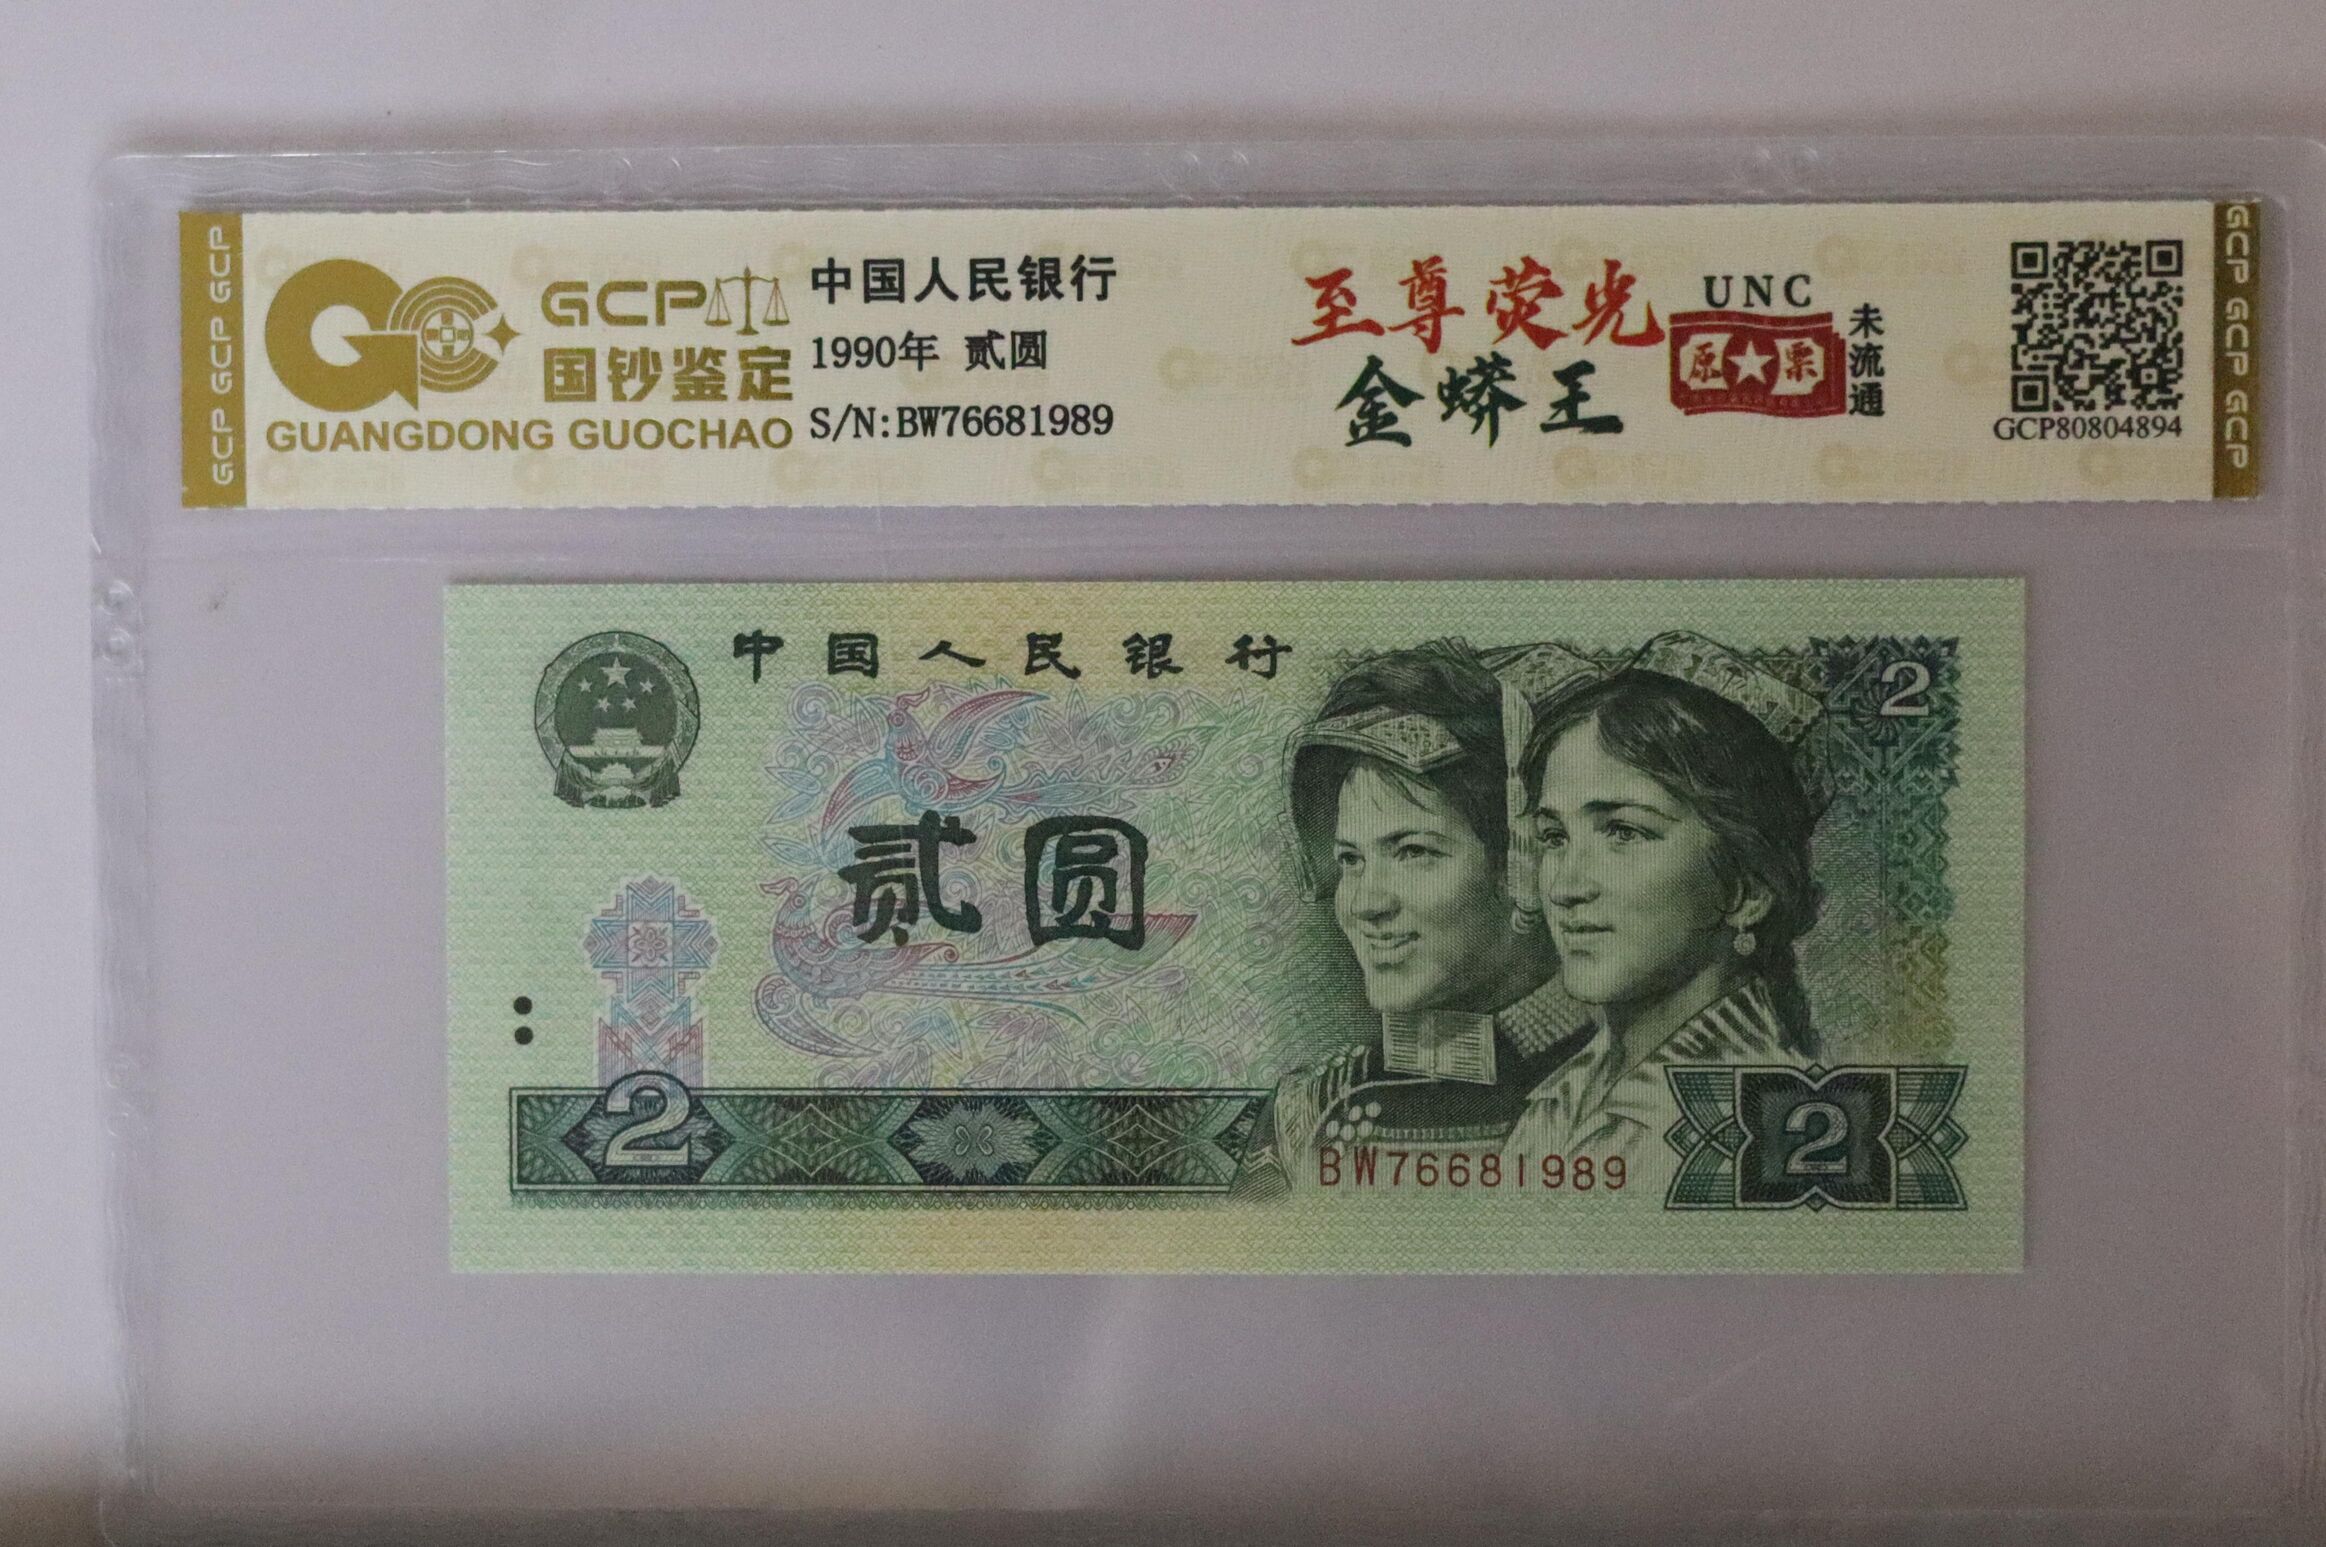 GCP GCP GCP
GCP
国钞鉴定
GUANGDONG GUOCHAO
中国人民银行
1990年 贰圆
S/N:BW76681989
至尊荧光
金蟒王
UNC
原★票
未流通
GCP80804894
GCP GCP GCP
中国人民银行
2
贰圆
2
BW76681989
2